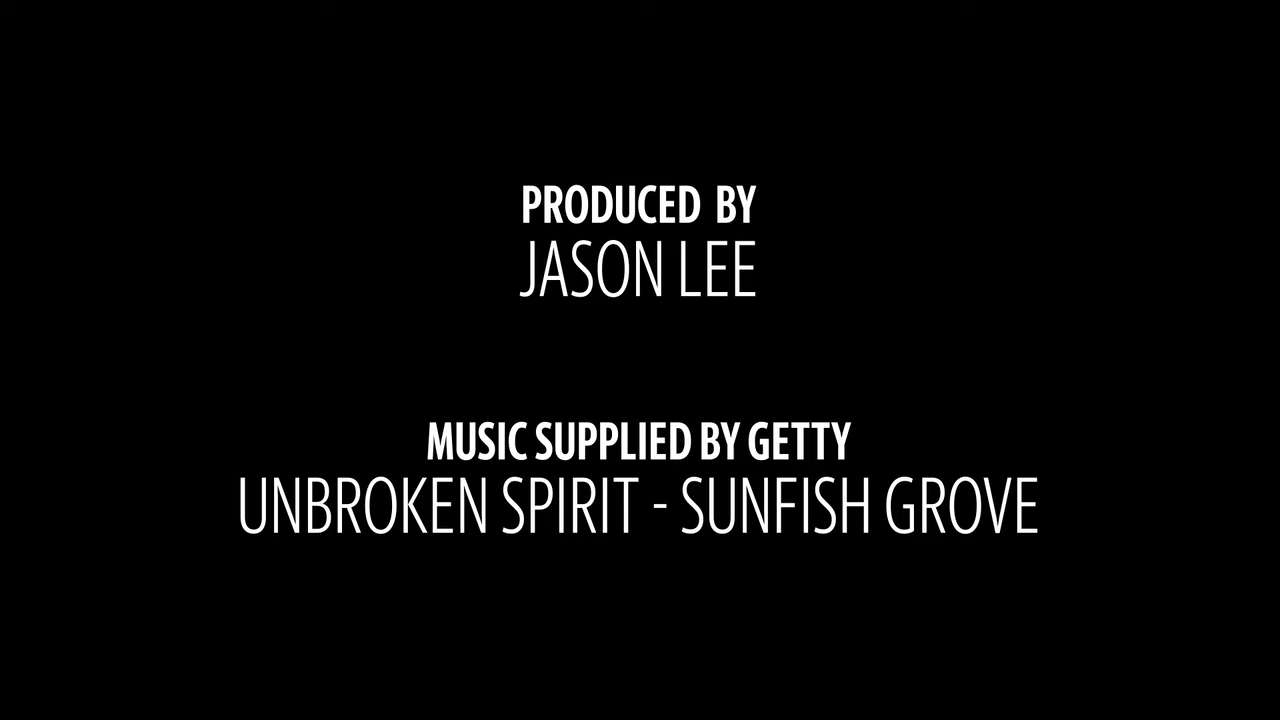 PRODUCED BY
JASON LEE
MUSIC SUPPLIED BY GETTY
UNBROKEN SPIRIT - SUNFISH GROVE